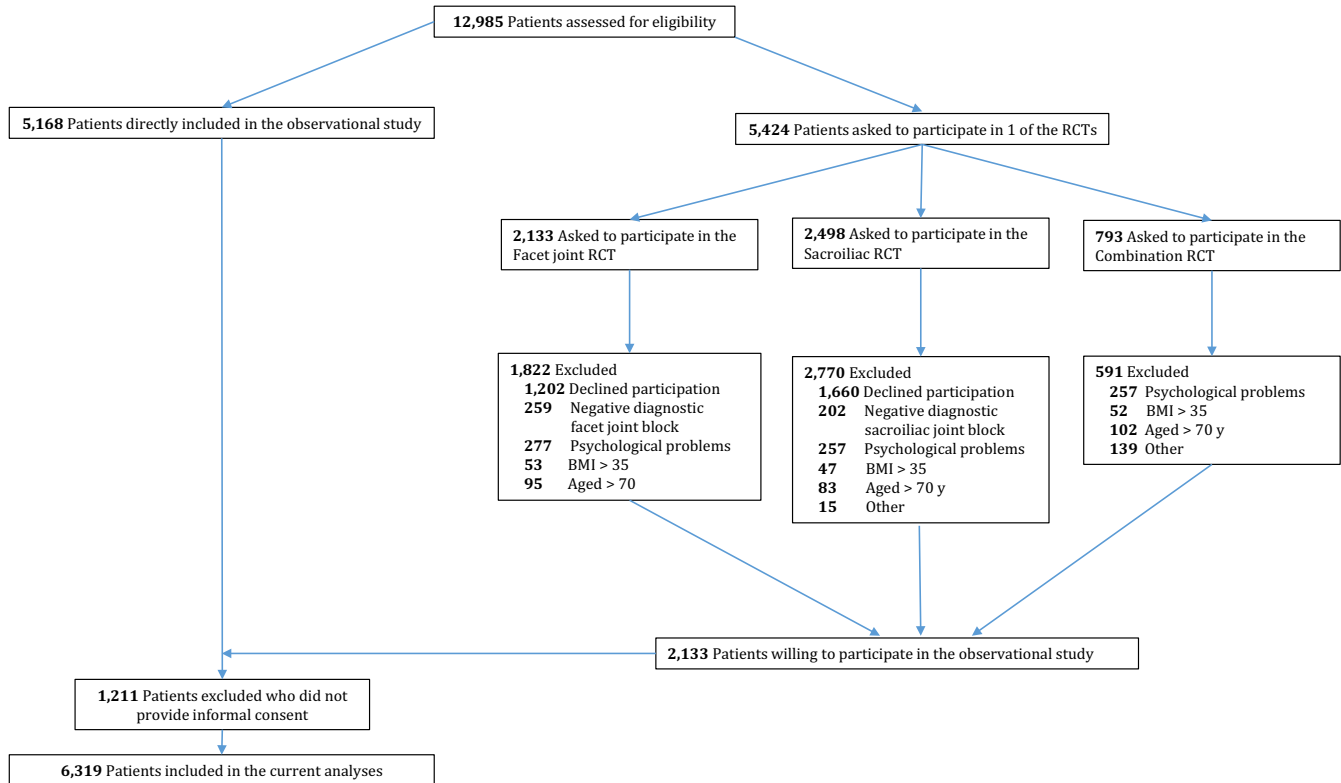 12,985 Patients assessed for eligibility
5,168 Patients directly included in the observational study
5,424 Patients asked to participate in 1 of the RCTs
2,133 Asked to participate in the
Facet joint RCT
2,498 Asked to participate in the
Sacroiliac RCT
793 Asked to participate in the
Combination RCT
1,822 Excluded
1,202 Declined participation
259 Negative diagnostic
facet joint block
277 Psychological problems
53 BMI > 35
95 Aged > 70
2,770 Excluded
1,660 Declined participation
202 Negative diagnostic
sacroiliac joint block
257 Psychological problems
47 BMI > 35
83 Aged > 70 y
15 Other
591 Excluded
257 Psychological problems
52 BMI > 35
102 Aged > 70 y
139 Other
2,133 Patients willing to participate in the observational study
1,211 Patients excluded who did not
provide informal consent
6,319 Patients included in the current analyses